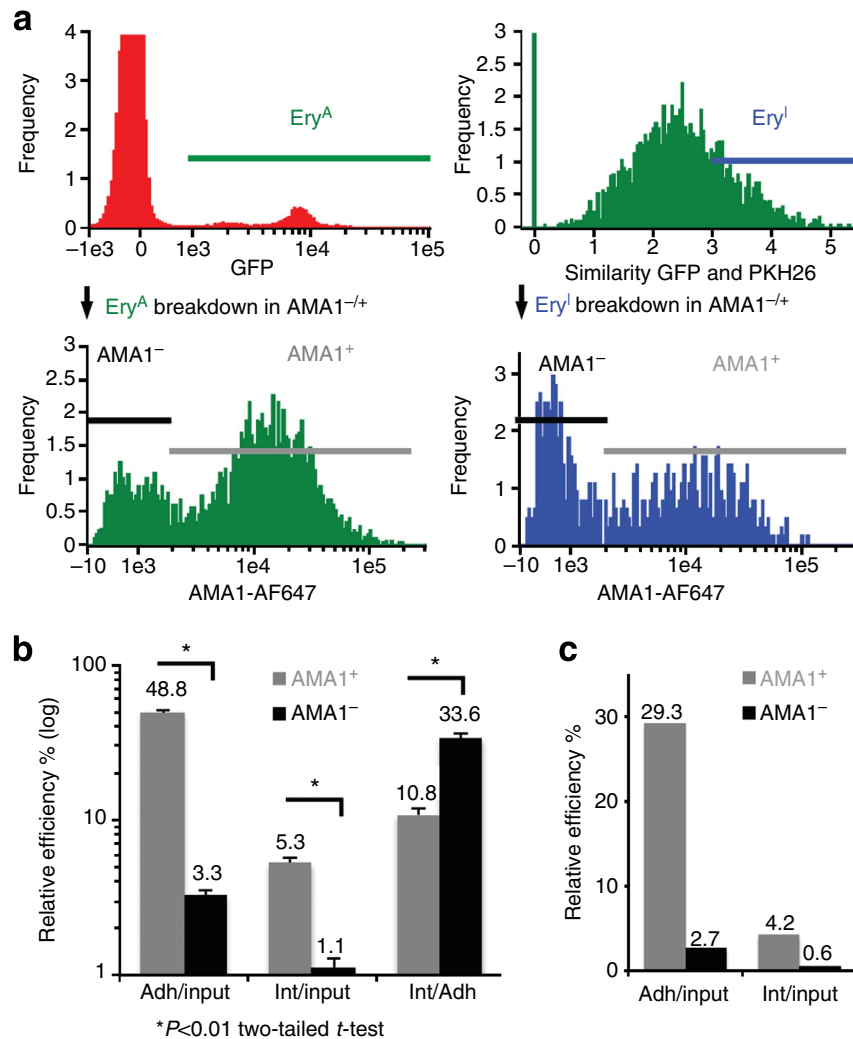 a
4
3
2
1
0
Frequency
Ery^A
−1e3 0 1e3 1e4 1e5
GFP
3
2.5
2
1.5
1
0.5
0
Frequency
Ery^I
0 1 2 3 4 5
Similarity GFP and PKH26
Ery^A breakdown in AMA1^−/+
Ery^I breakdown in AMA1^−/+
3
2.5
2
1.5
1
0.5
0
Frequency
AMA1^−
AMA1^+
−10 1e3 1e4 1e5
AMA1-AF647
3
2
1
0
Frequency
AMA1^−
AMA1^+
−10 1e3 1e4 1e5
AMA1-AF647
b
100
10
1
Relative efficiency % (log)
AMA1^+
AMA1^−
*
*
*
48.8
3.3
5.3
1.1
10.8
33.6
Adh/input Int/input Int/Adh
*P<0.01 two-tailed t-test
c
30
20
10
0
Relative efficiency %
AMA1^+
AMA1^−
29.3
2.7
4.2
0.6
Adh/input Int/input